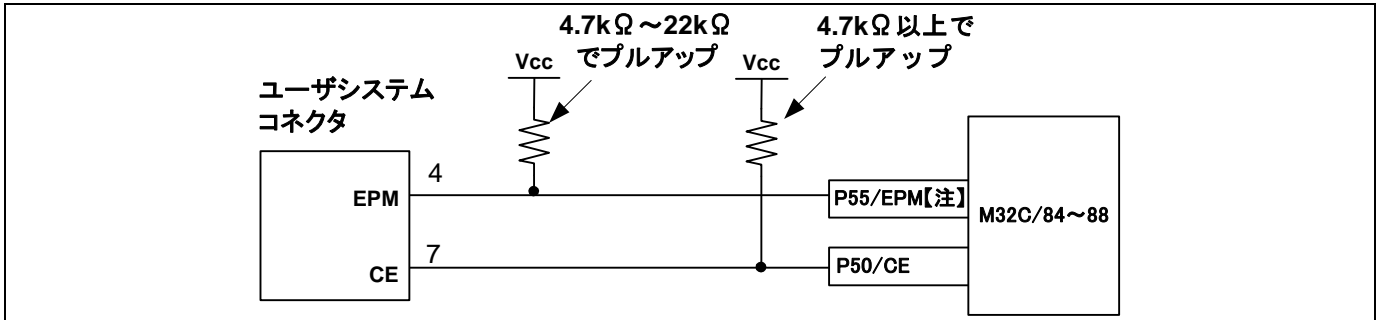 4.7kΩ～22kΩ
でプルアップ
4.7kΩ以上で
プルアップ
Vcc
Vcc
ユーザシステム
コネクタ
4
EPM
P55/EPM【注】
M32C/84～88
7
CE
P50/CE